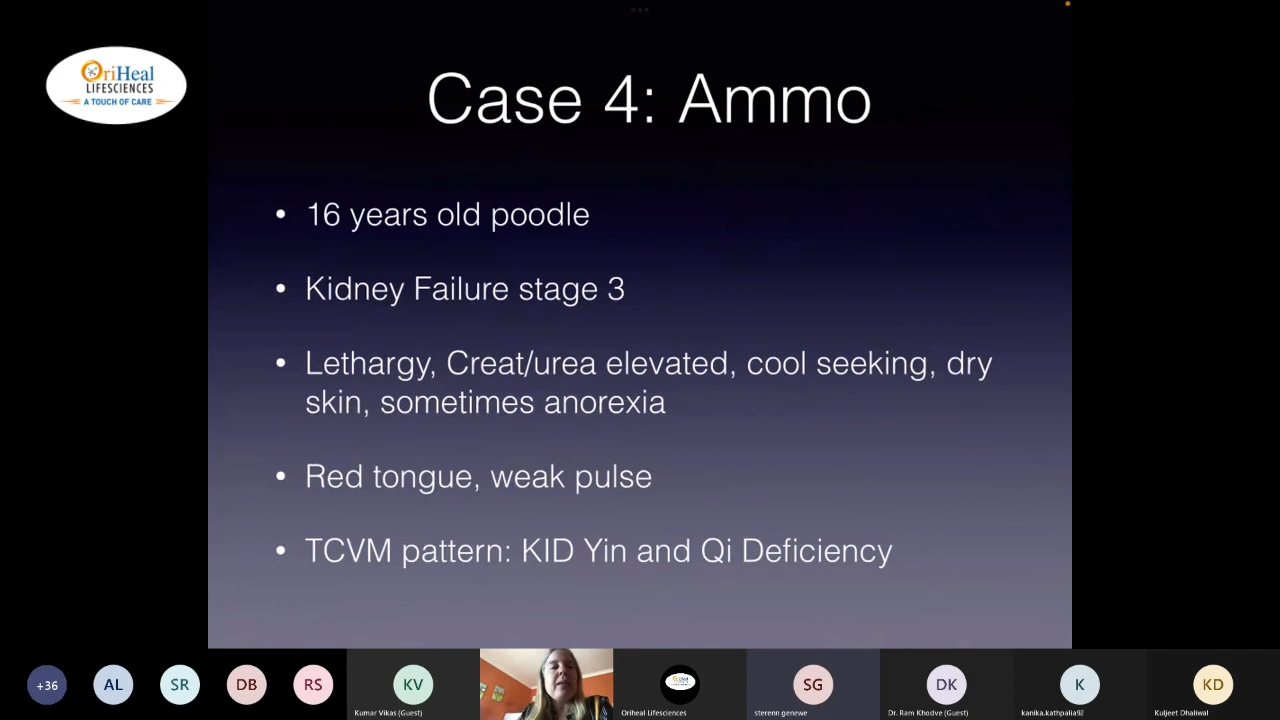 OriHeal
LIFESCIENCES
A TOUCH OF CARE
Case 4: Ammo
• 16 years old poodle
• Kidney Failure stage 3
• Lethargy, Creat/urea elevated, cool seeking, dry
skin, sometimes anorexia
• Red tongue, weak pulse
• TCVM pattern: KID Yin and Qi Deficiency
+36
AL
SR
DB
RS
KV
SG
DK
K
KD
Kumar Vikas (Guest)
Oriheal Lifesciences
sterenn genewe
Dr. Ram Khodve (Guest)
kanika.kathpalia92
Kuljeet Dhaliwal